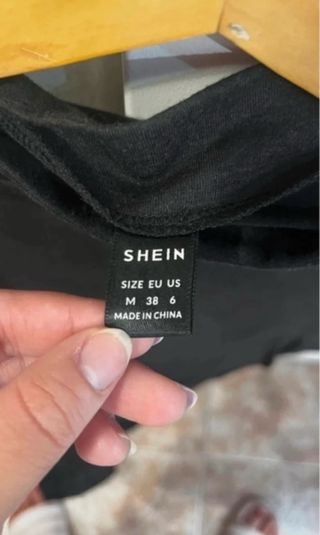 SHEIN
SIZE EU US
M 38 6
MADE IN CHINA